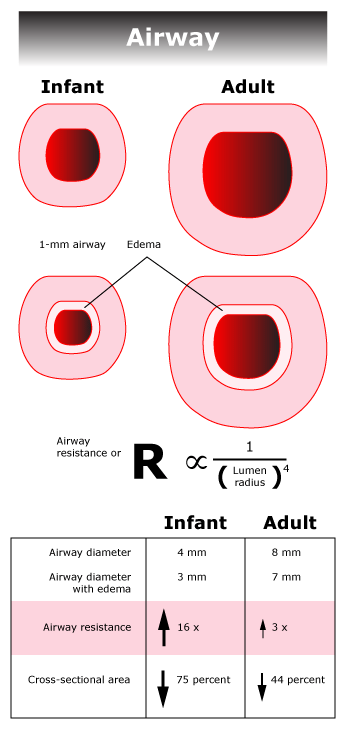 Airway
Infant Adult
1-mm airway Edema
Airway
resistance or R ∝ 1
(Lumen
radius)4
Infant Adult
Airway diameter 4 mm 8 mm
Airway diameter
with edema 3 mm 7 mm
Airway resistance ↑ 16 x ↑ 3 x
Cross-sectional area ↓ 75 percent ↓ 44 percent